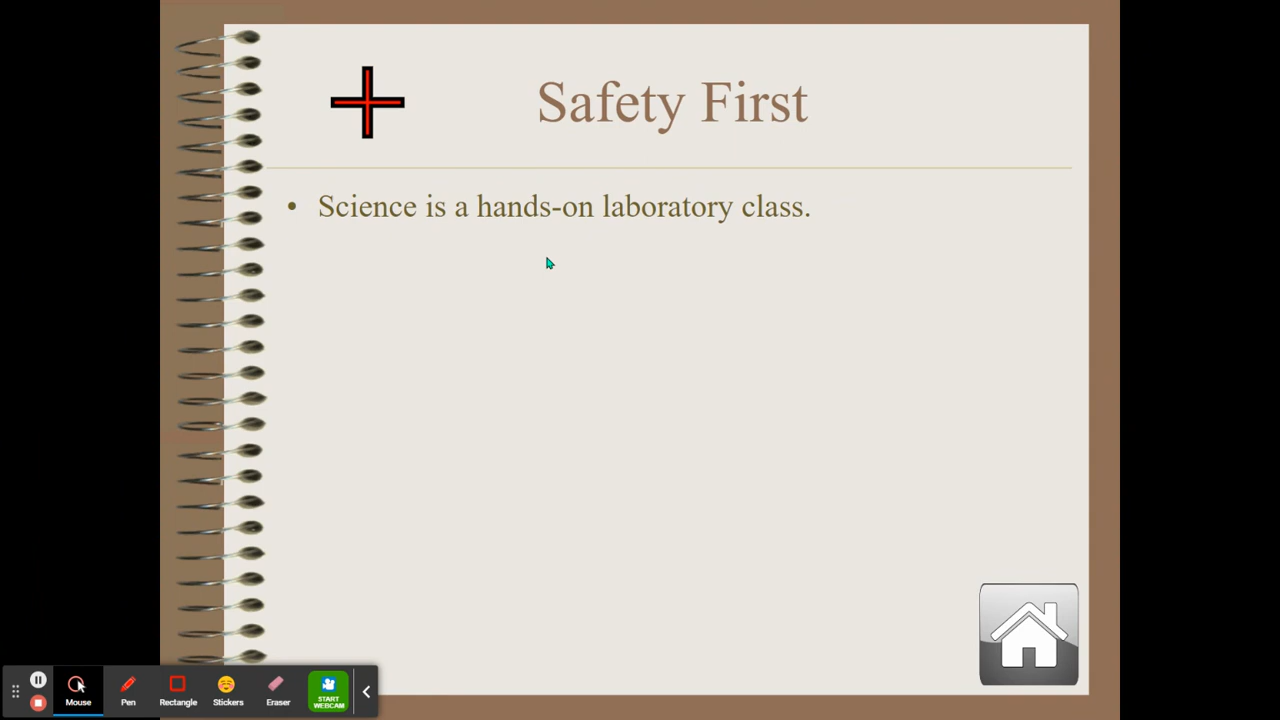 Safety First
• Science is a hands-on laboratory class.
Mouse
Pen
Rectangle
Stickers
Eraser
START
WEBCAM